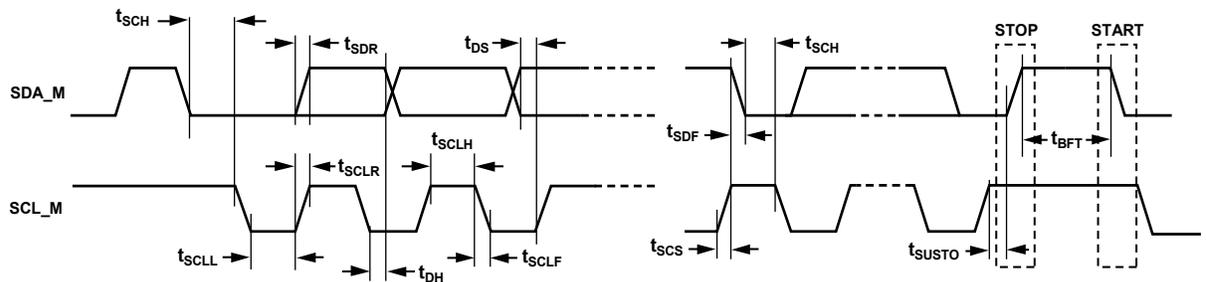 tSCH
tSDR
tDS
tSCH
STOP
START
SDA_M
tSDF
tBFT
tSCLH
tSCLR
SCL_M
tSCLL
tDH
tSCLF
tSCS
tSUSTO